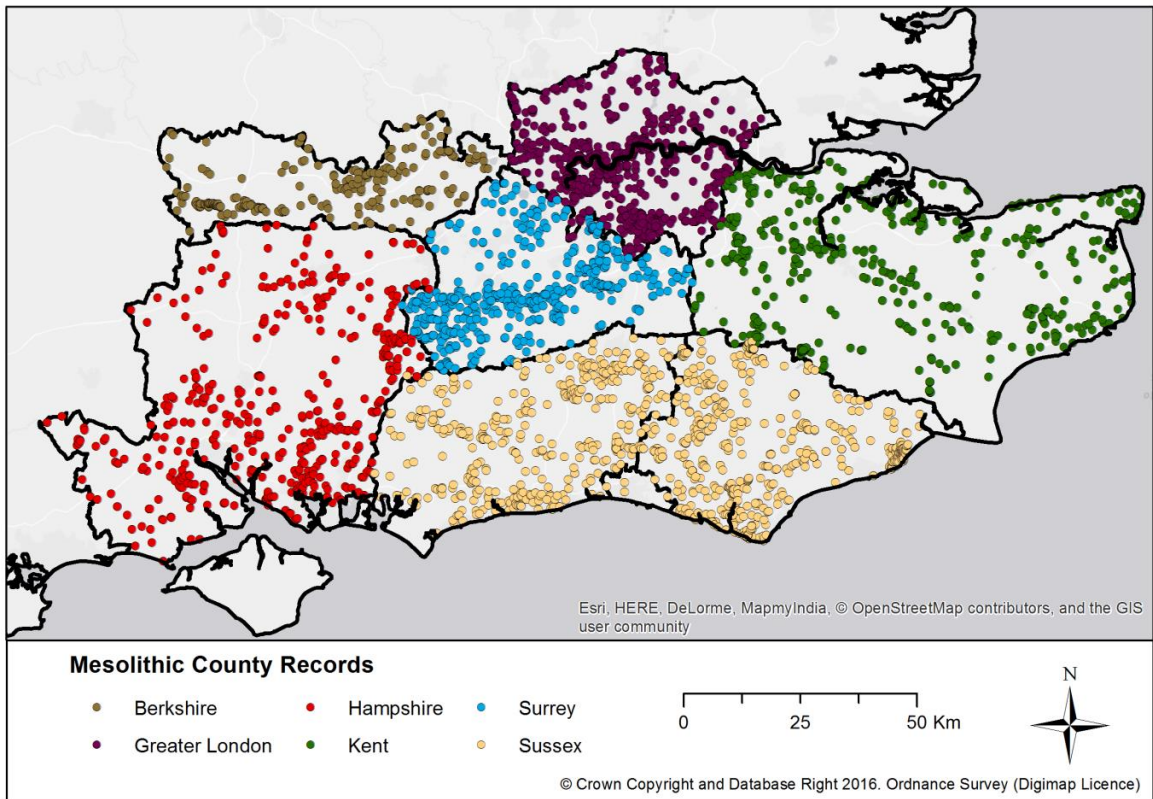 Esri, HERE, DeLorme, MapmyIndia, © OpenStreetMap contributors, and the GIS
user community
Mesolithic County Records
Berkshire
Hampshire
Surrey
Greater London
Kent
Sussex
0 25 50 Km
N
© Crown Copyright and Database Right 2016. Ordnance Survey (Digimap Licence)